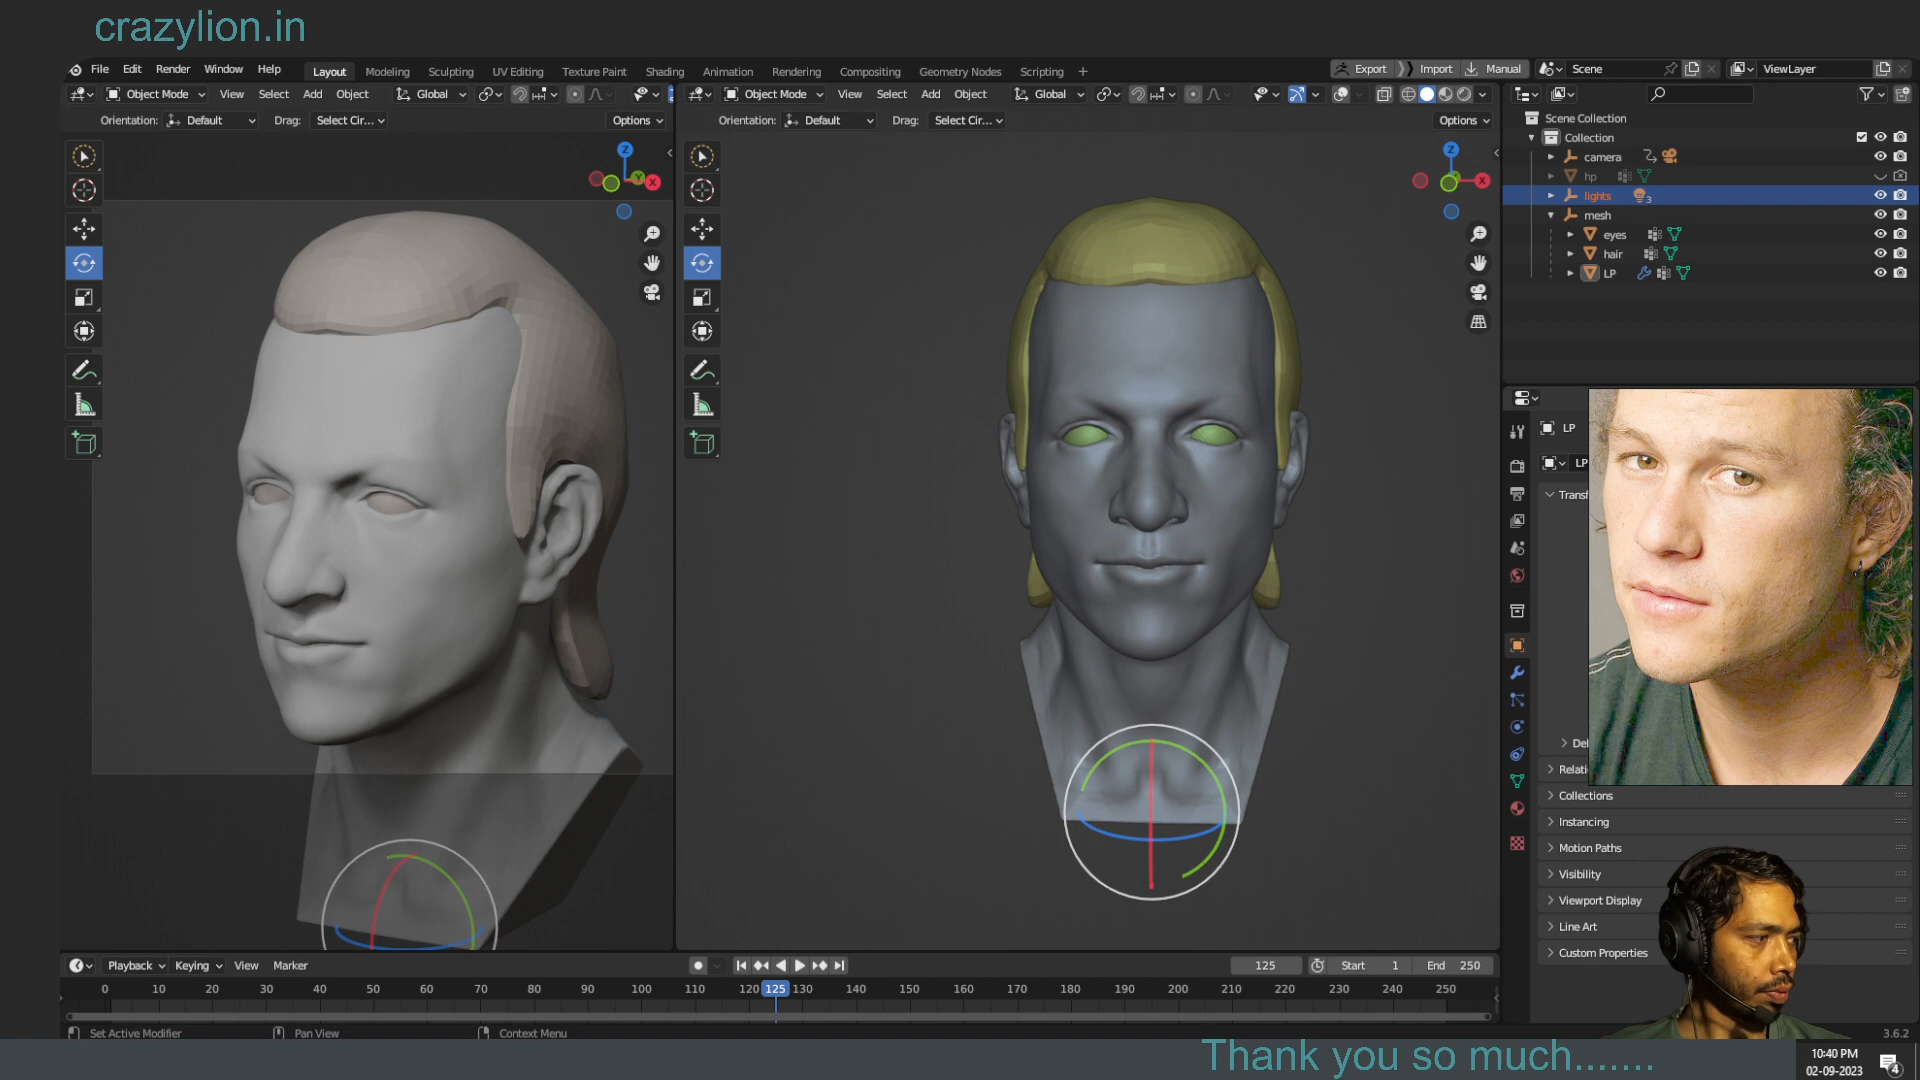 crazylion.in
File Edit Render Window Help Layout Modeling Sculpting UV Editing Texture Paint Shading Animation Rendering Compositing Geometry Nodes Scripting + Export Import Manual Scene ViewLayer
Object Mode View Select Add Object Global Object Mode View Select Add Object Global
Orientation: Default Drag: Select Cir... Options Orientation: Default Drag: Select Cir... Options
Scene Collection
Collection
camera
hp
lights 3
mesh
eyes
hair
LP
Z
Y
X
Z
X
LP
LP
Transf
Del
Relati
Collections
Instancing
Motion Paths
Visibility
Viewport Display
Line Art
Custom Properties
Playback Keying View Marker 125 Start 1 End 250
0 10 20 30 40 50 60 70 80 90 100 110 120 125 130 140 150 160 170 180 190 200 210 220 230 240 250
Set Active Modifier Pan View Context Menu 3.6.2
Thank you so much.......
10:40 PM
02-09-2023
4